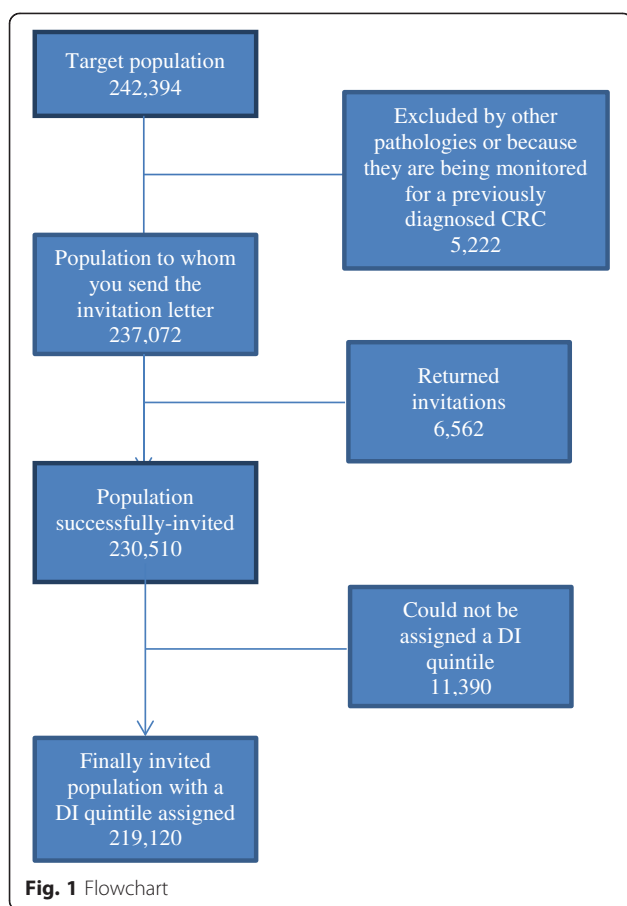 Target population
242,394
Excluded by other
pathologies or because
they are being monitored
for a previously
diagnosed CRC
5,222
Population to whom
you send the
invitation letter
237,072
Returned
invitations
6,562
Population
successfully-invited
230,510
Could not be
assigned a DI
quintile
11,390
Finally invited
population with a
DI quintile assigned
219,120
Fig. 1 Flowchart